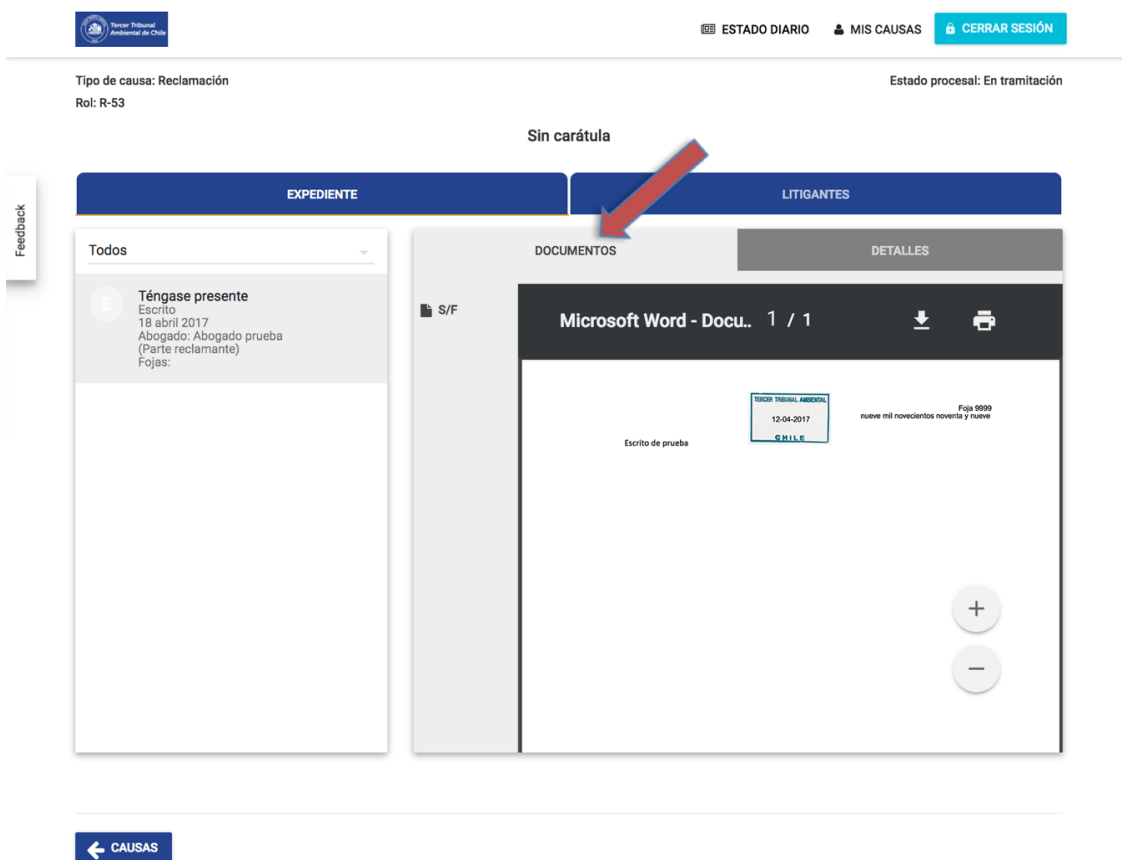 Tercer Tribunal
Ambiental de Chile
ESTADO DIARIO
MIS CAUSAS
CERRAR SESIÓN
Tipo de causa: Reclamación
Estado procesal: En tramitación
Rol: R-53
Sin carátula
EXPEDIENTE
LITIGANTES
Feedback
Todos
DOCUMENTOS
DETALLES
E
Téngase presente
Escrito
18 abril 2017
Abogado: Abogado prueba
(Parte reclamante)
Fojas:
S/F
Microsoft Word - Docu.. 1 / 1
TERCER TRIBUNAL AMBIENTAL
12-04-2017
CHILE
Foja 9999
nueve mil novecientos noventa y nueve
Escrito de prueba
CAUSAS